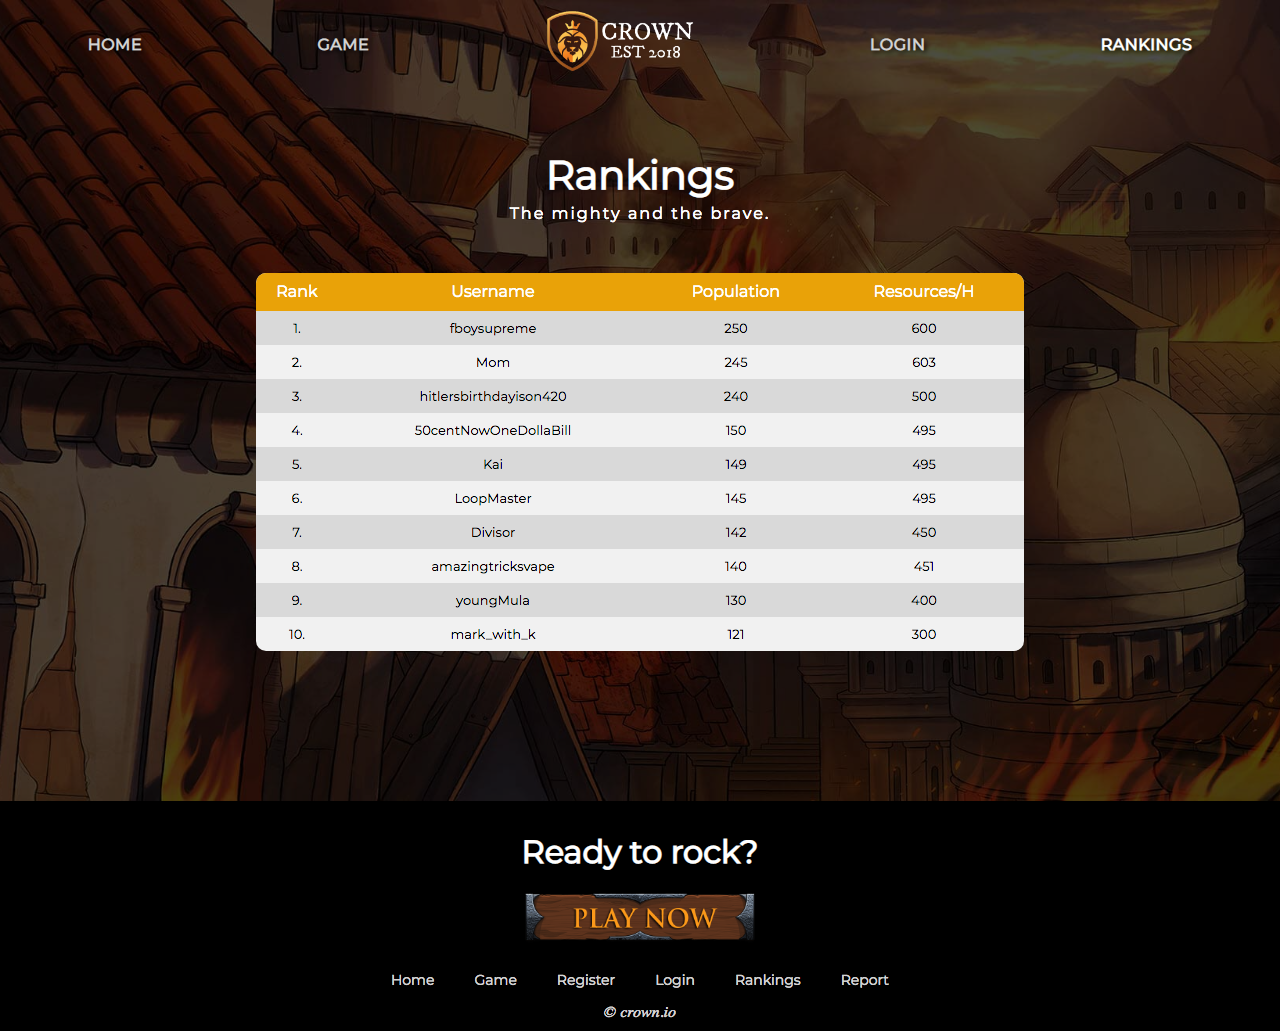 HOME GAME CROWN EST 2018 LOGIN RANKINGS
Rankings
The mighty and the brave.
Rank Username Population Resources/H
1. fboysupreme 250 600
2. Mom 245 603
3. hitlersbirthdayison420 240 500
4. 50centNowOneDollaBill 150 495
5. Kai 149 495
6. LoopMaster 145 495
7. Divisor 142 450
8. amazingtricksvape 140 451
9. youngMula 130 400
10. mark_with_k 121 300
Ready to rock?
PLAY NOW
Home Game Register Login Rankings Report
© crown.io